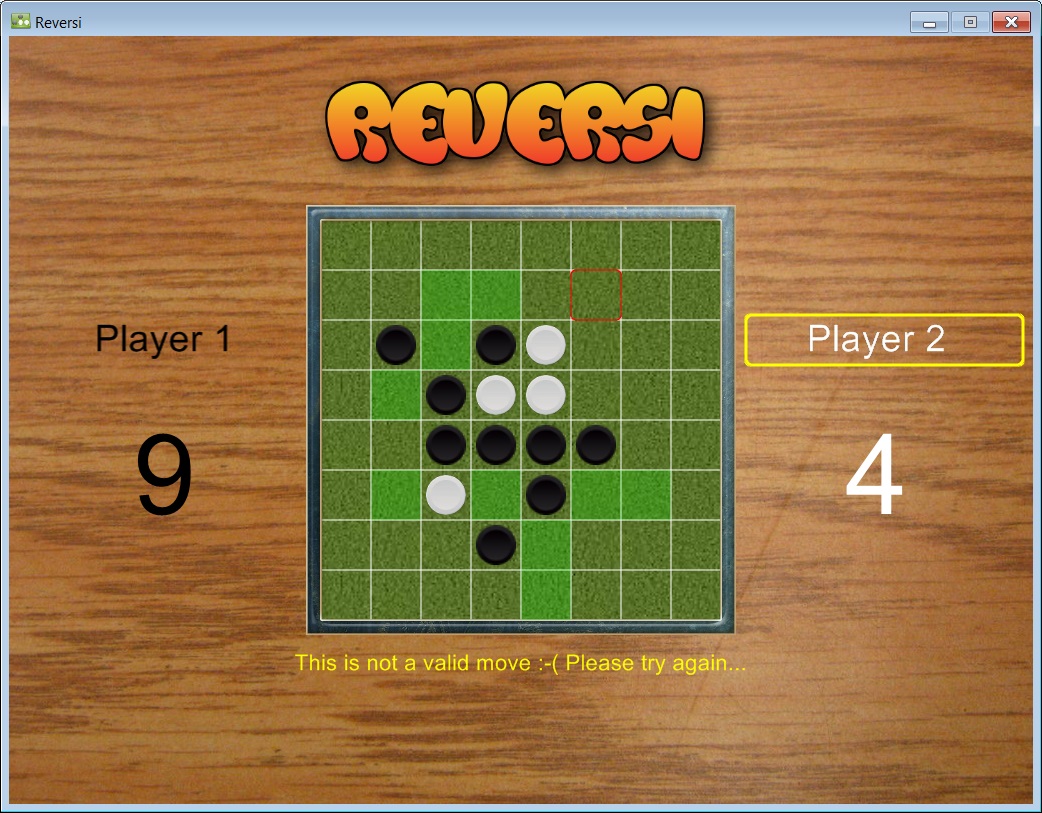 Reversi
REVERSI
Player 1
Player 2
9
4
This is not a valid move :-( Please try again...